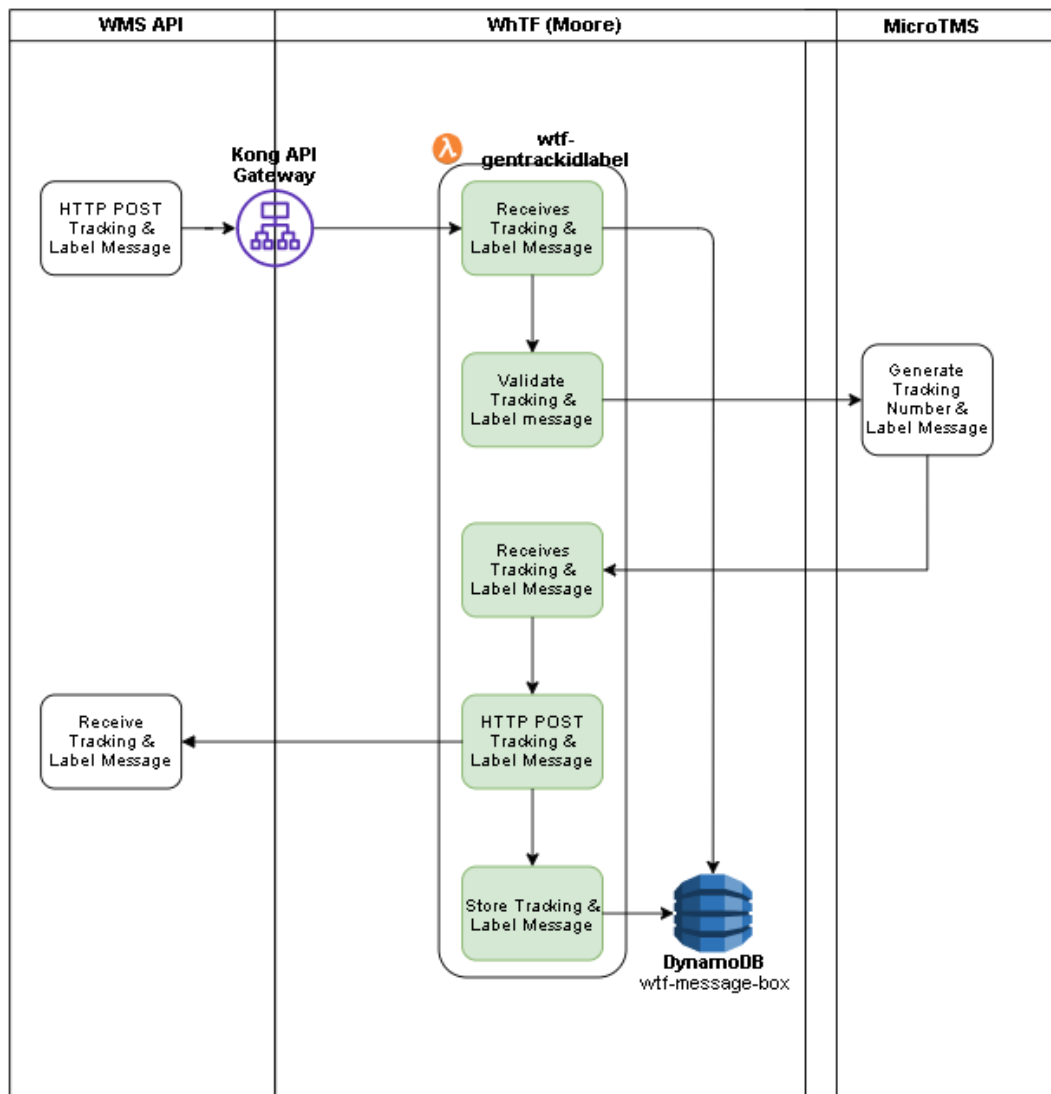 WMS API
WhTF (Moore)
MicroTMS
Kong API
Gateway
wtf-
gentrackidlabel
HTTP POST
Tracking &
Label Message
Receives
Tracking &
Label Message
Validate
Tracking &
Label message
Generate
Tracking
Number &
Label Message
Receives
Tracking &
Label Message
Receive
Tracking &
Label Message
HTTP POST
Tracking &
Label Message
Store Tracking &
Label Message
DynamoDB
wtf-message-box